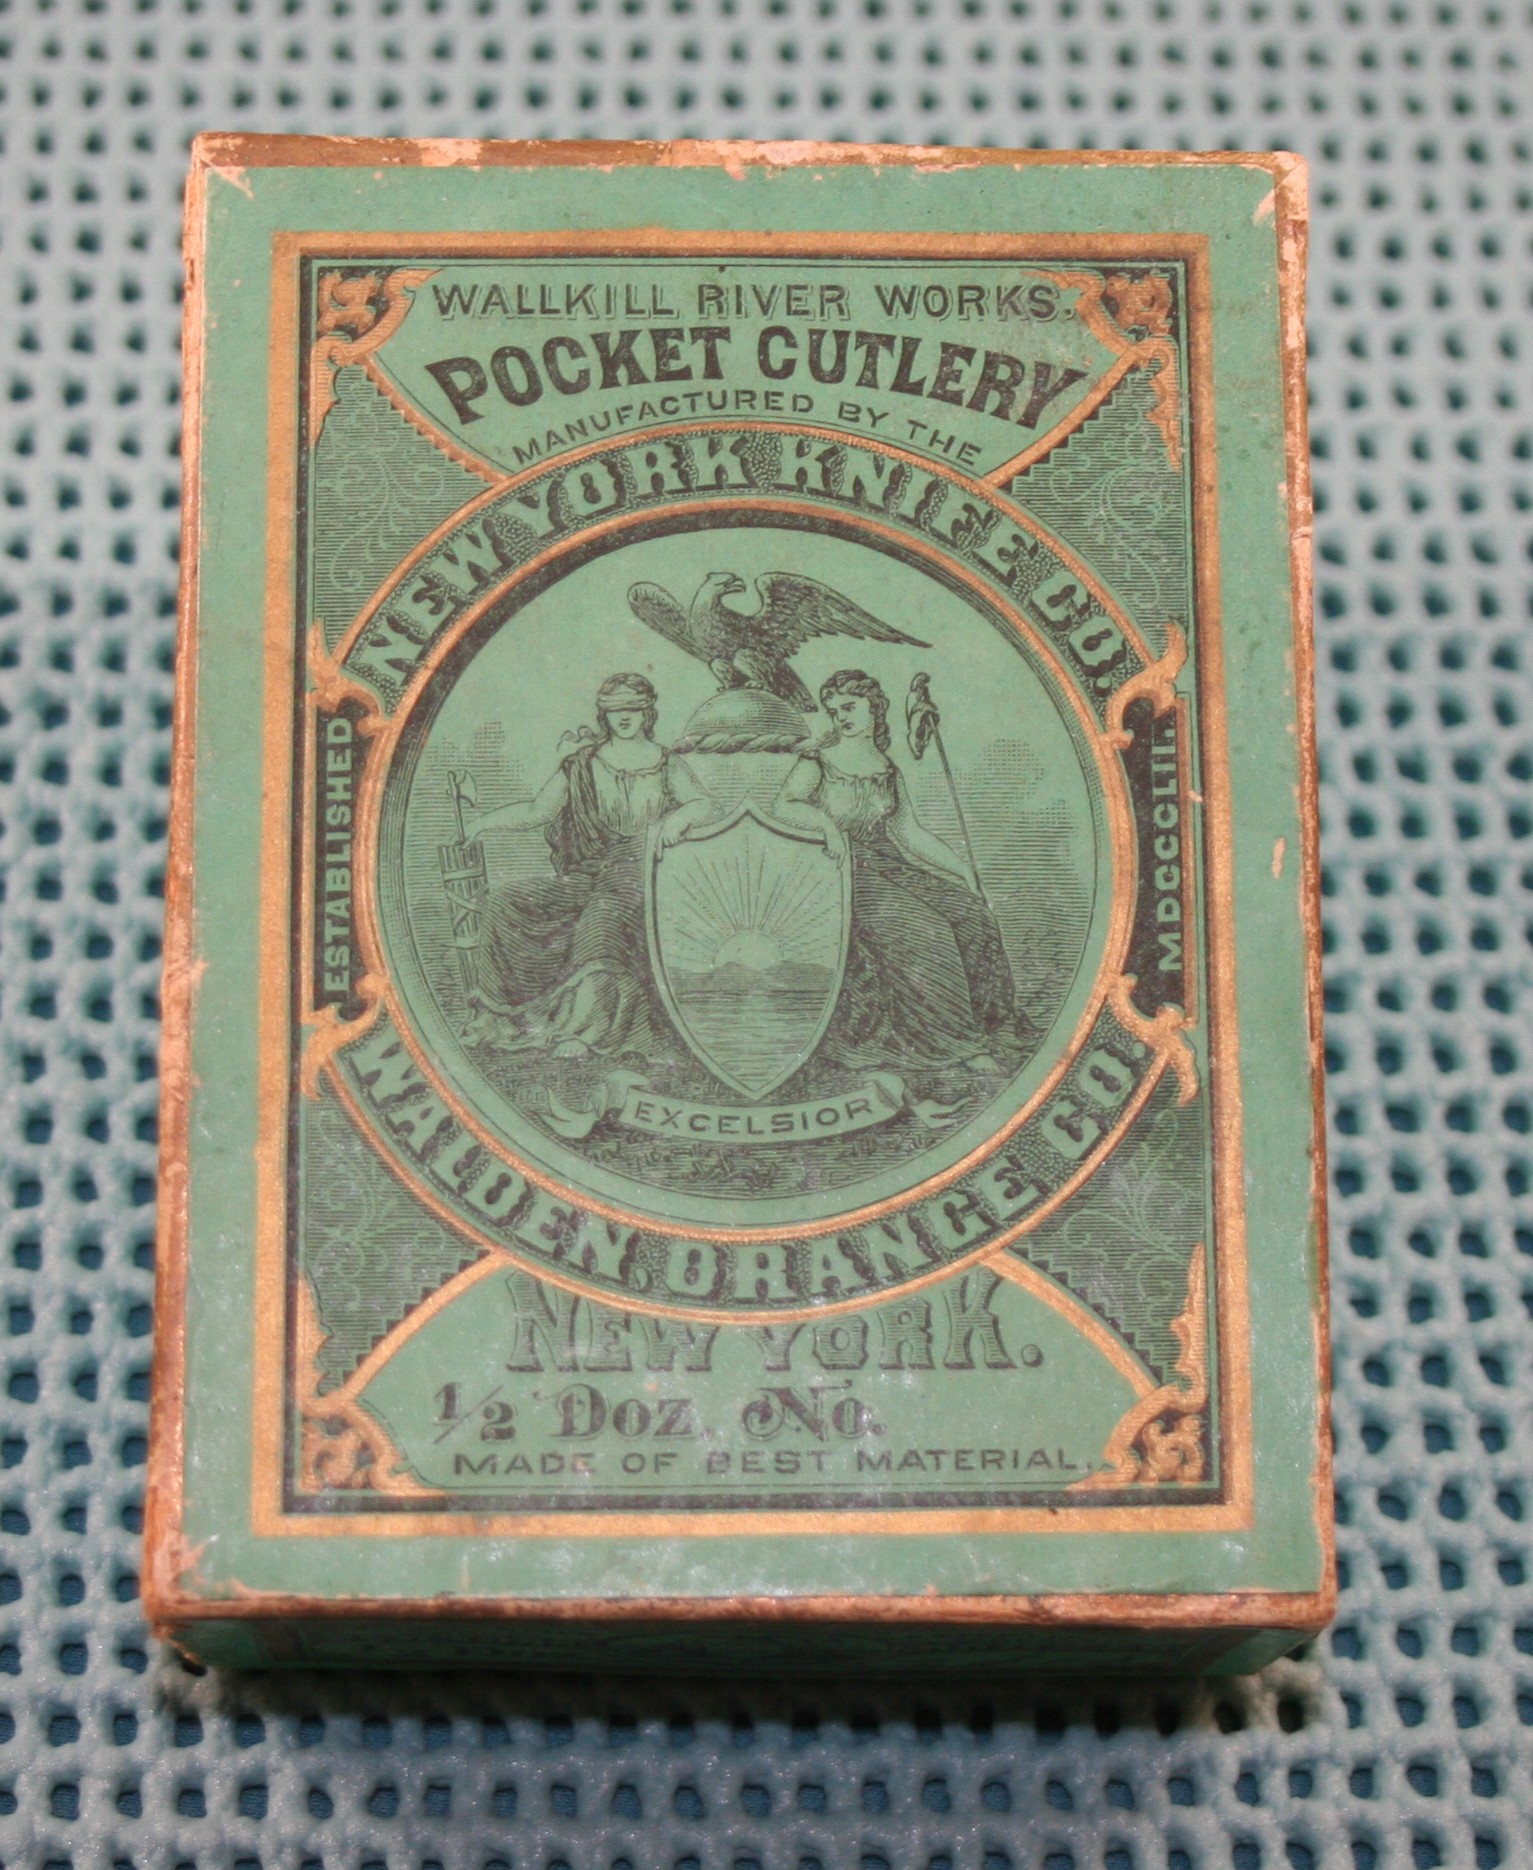 WALLKILL RIVER WORKS.
POCKET CUTLERY
MANUFACTURED BY THE
NEW YORK KNIFE CO.
ESTABLISHED
MDCCCLII.
EXCELSIOR
WALDEN, ORANGE CO.
NEW YORK.
1/2 Doz. No.
MADE OF BEST MATERIAL.